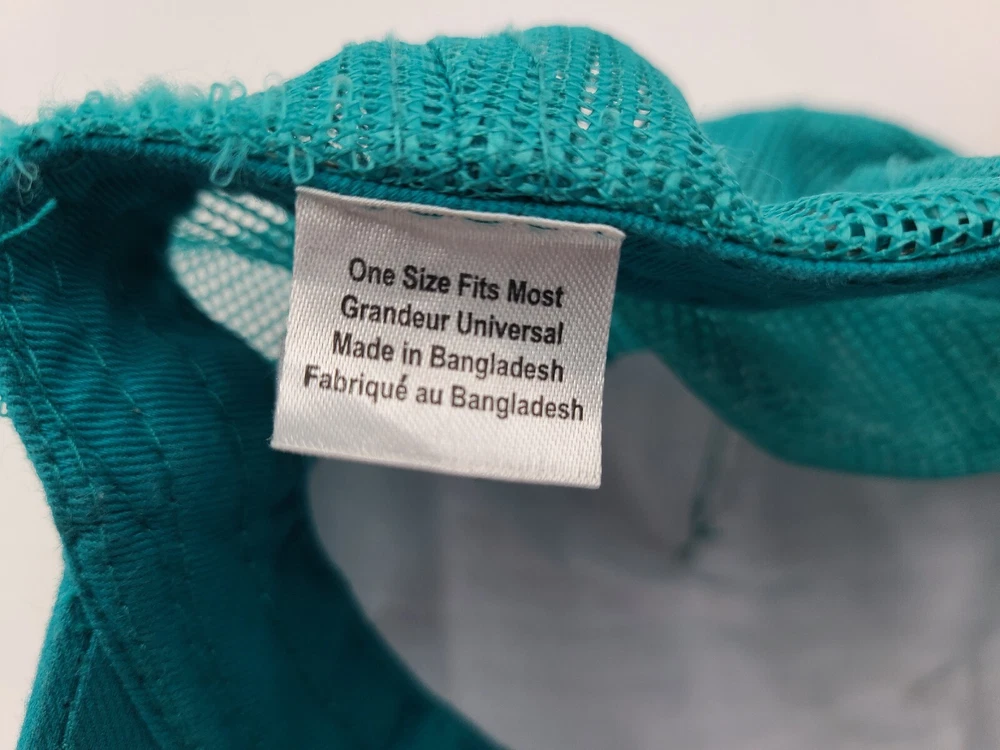 One Size Fits Most
Grandeur Universal
Made in Bangladesh
Fabriqué au Bangladesh